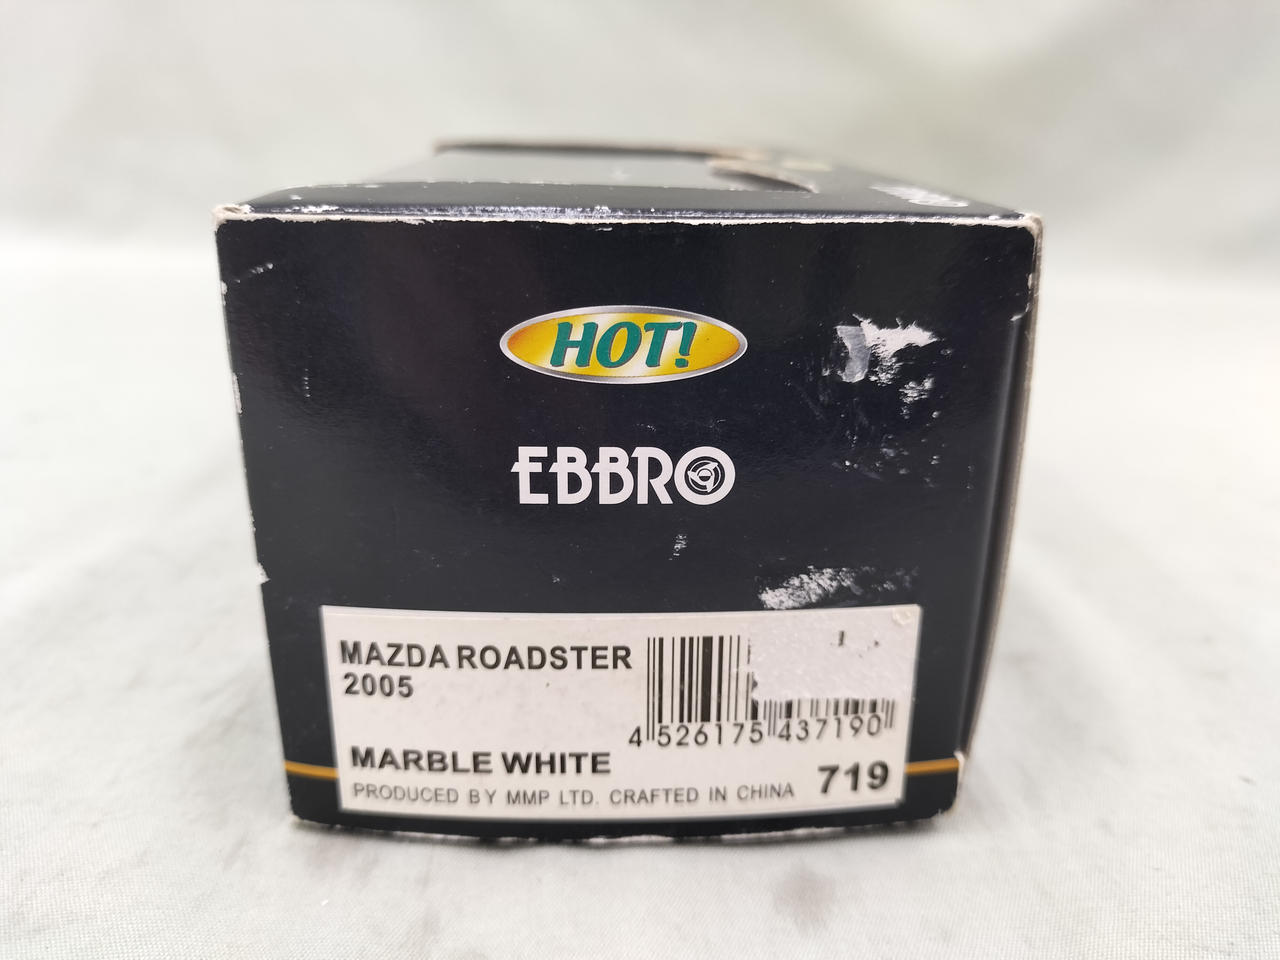 HOT!
EBBRO
MAZDA ROADSTER
2005
4 526175 437190
MARBLE WHITE
719
PRODUCED BY MMP LTD. CRAFTED IN CHINA